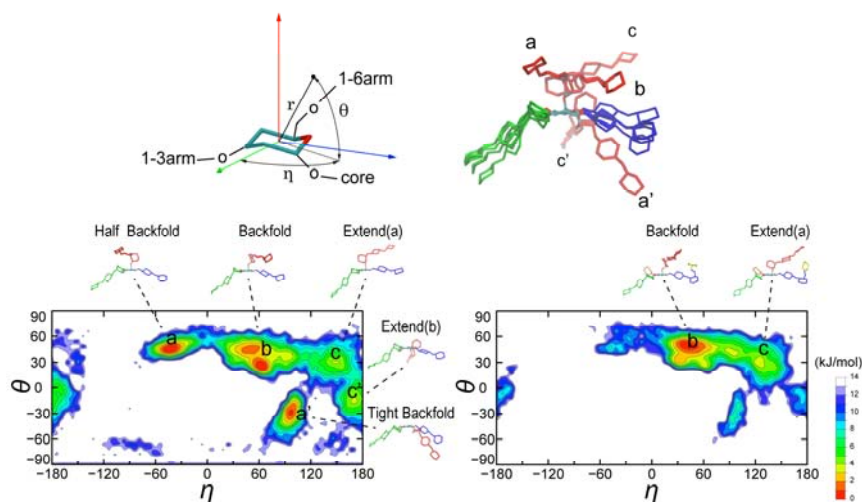 r
1-6arm
o
θ
o
1-3arm
o
η
core
a
c
b
c'
a'
Half Backfold
Backfold
Extend(a)
Backfold
Extend(a)
Extend(b)
Tight Backfold
90
60
30
0
-30
-60
-90
θ
a
b
c
c'
a'
-180
-120
-60
0
60
120
180
η
90
60
30
0
-30
-60
-90
θ
b
c
-180
-120
-60
0
60
120
180
η
(kJ/mol)
14
12
10
8
6
4
2
0